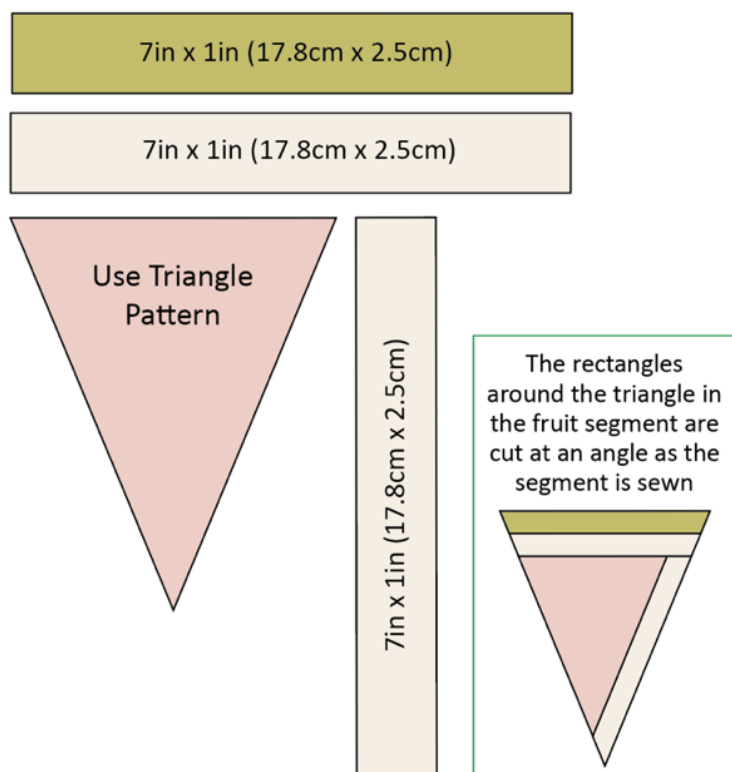 7in x 1in (17.8cm x 2.5cm)
7in x 1in (17.8cm x 2.5cm)
Use Triangle
Pattern
7in x 1in (17.8cm x 2.5cm)
The rectangles
around the triangle in
the fruit segment are
cut at an angle as the
segment is sewn